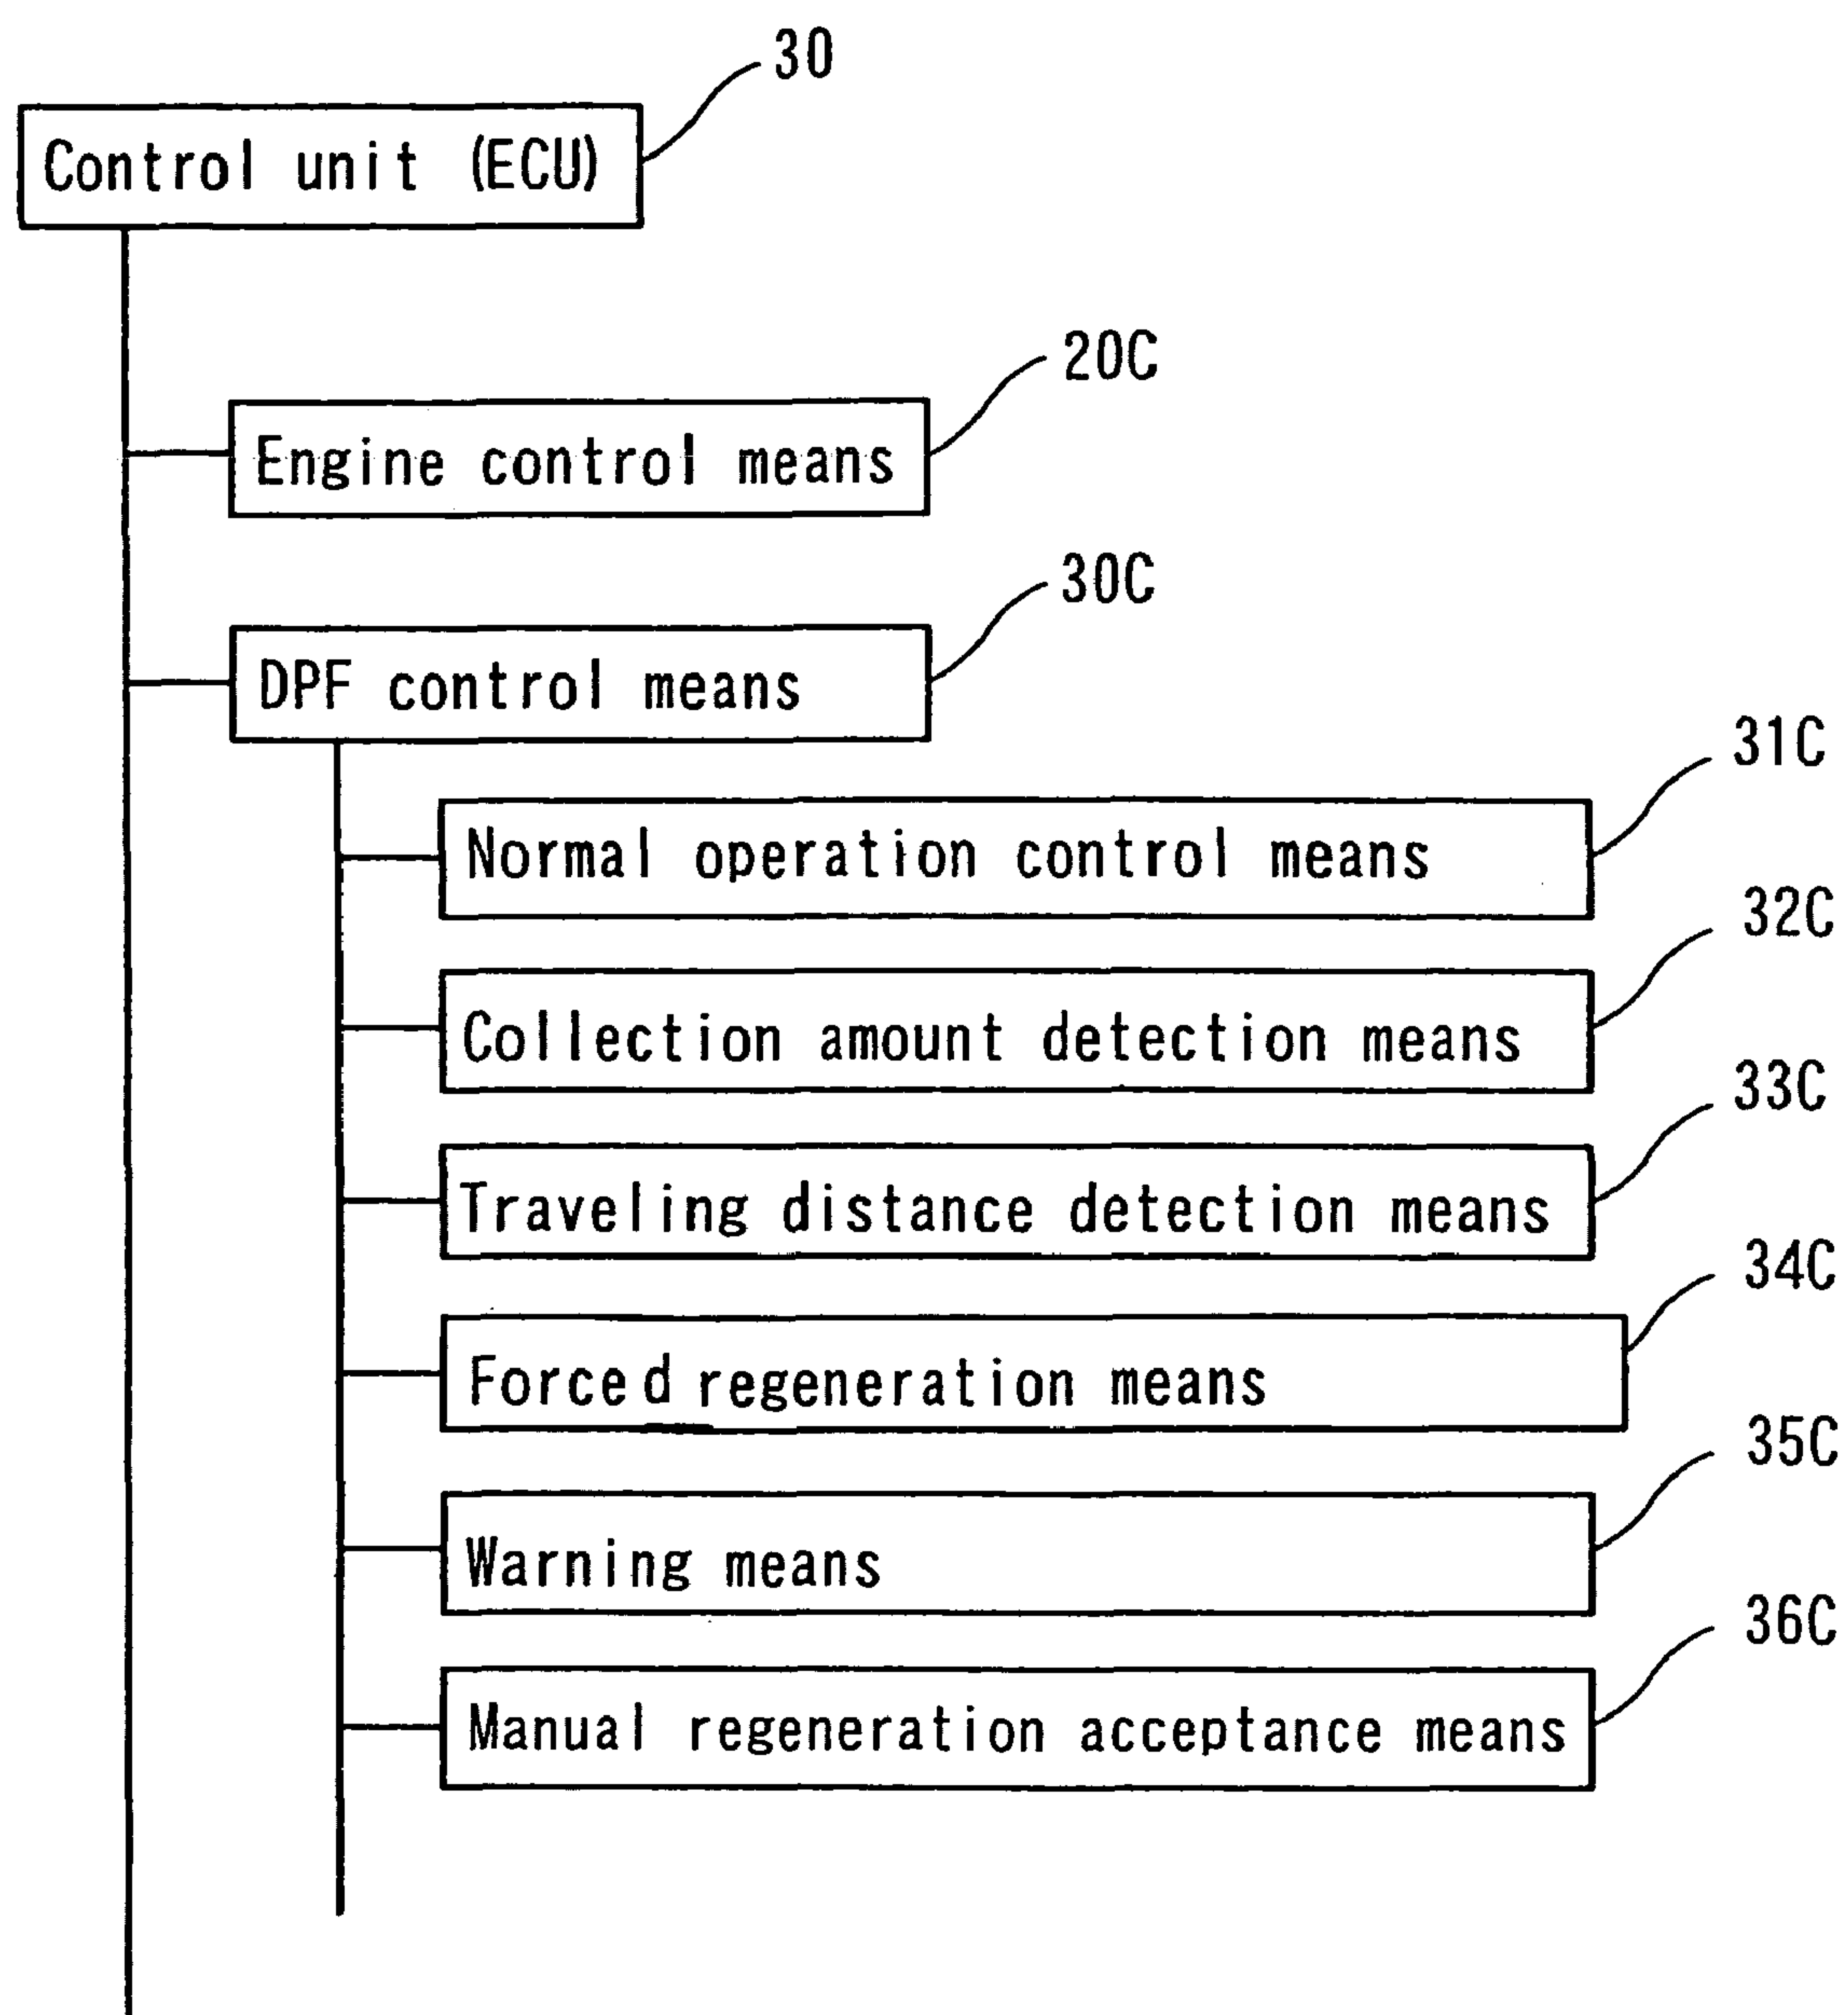 30
Control unit (ECU)
20C
Engine control means
30C
DPF control means
31C
Normal operation control means
32C
Collection amount detection means
33C
Traveling distance detection means
34C
Forced regeneration means
35C
Warning means
36C
Manual regeneration acceptance means